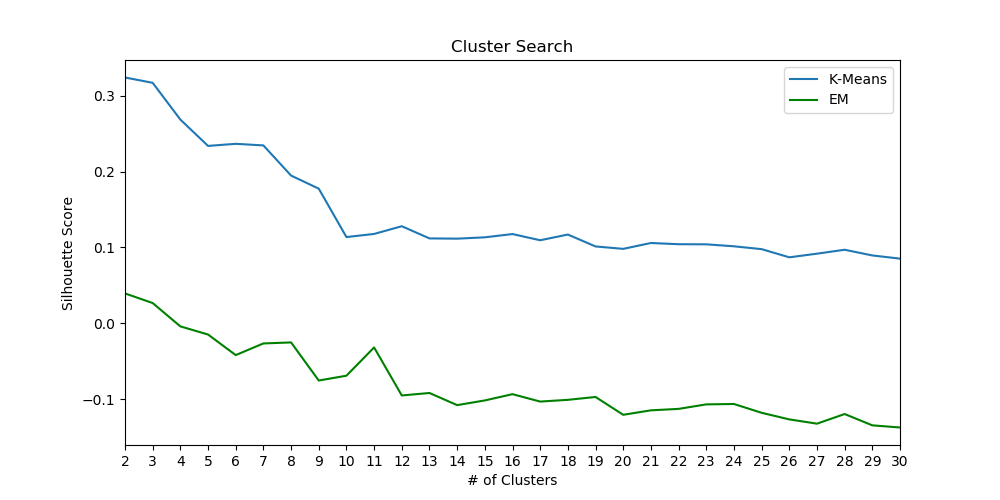 Cluster Search
K-Means
EM
Silhouette Score
0.3
0.2
0.1
0.0
−0.1
2 3 4 5 6 7 8 9 10 11 12 13 14 15 16 17 18 19 20 21 22 23 24 25 26 27 28 29 30
# of Clusters